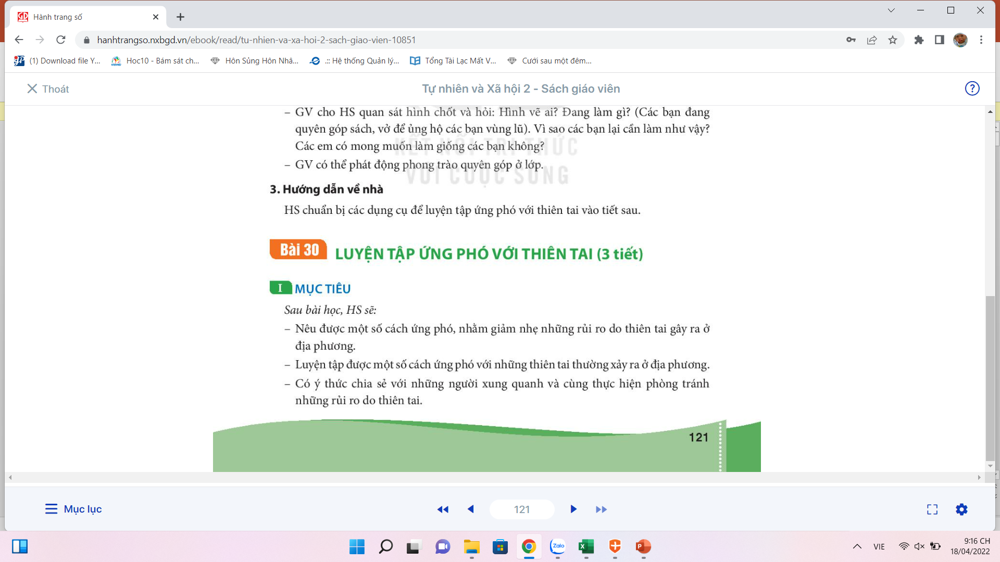 Hành trang số
hanhtrangso.nxbgd.vn/ebook/read/tu-nhien-va-xa-hoi-2-sach-giao-vien-10851
(1) Download file Y...
Hoc10 - Bám sát ch...
Hôn Sủng Hôn Nhâ...
.:: Hệ thống Quản lý...
Tổng Tài Lạc Mất V...
Cưới sau một đêm...
Thoát
Tự nhiên và Xã hội 2 - Sách giáo viên
– GV cho HS quan sát hình chốt và hỏi: Hình vẽ ai? Đang làm gì? (Các bạn đang
quyên góp sách, vở để ủng hộ các bạn vùng lũ). Vì sao các bạn lại cần làm như vậy?
Các em có mong muốn làm giống các bạn không?
– GV có thể phát động phong trào quyên góp ở lớp.
KẾT NỐI TRI THỨC
VỚI CUỘC SỐNG
3. Hướng dẫn về nhà
HS chuẩn bị các dụng cụ để luyện tập ứng phó với thiên tai vào tiết sau.
Bài 30
LUYỆN TẬP ỨNG PHÓ VỚI THIÊN TAI (3 tiết)
I MỤC TIÊU
Sau bài học, HS sẽ:
– Nêu được một số cách ứng phó, nhằm giảm nhẹ những rủi ro do thiên tai gây ra ở
địa phương.
– Luyện tập được một số cách ứng phó với những thiên tai thường xảy ra ở địa phương.
– Có ý thức chia sẻ với những người xung quanh và cùng thực hiện phòng tránh
những rủi ro do thiên tai.
121
Mục lục
121
Zalo
VIE
9:16 CH
18/04/2022